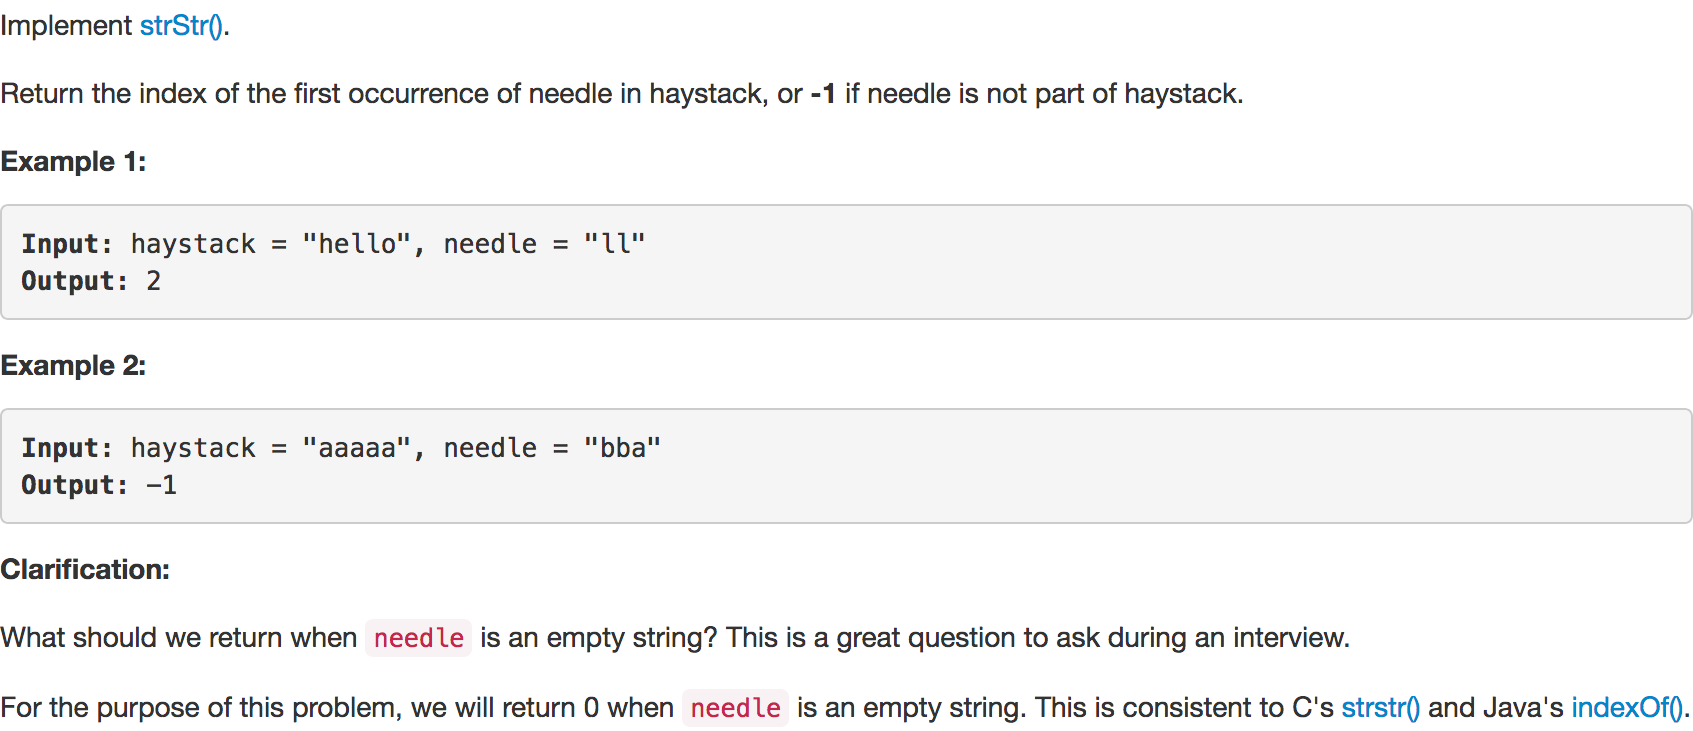 Implement strStr().
Return the index of the first occurrence of needle in haystack, or -1 if needle is not part of haystack.
Example 1:
Input: haystack = "hello", needle = "ll"
Output: 2
Example 2:
Input: haystack = "aaaaa", needle = "bba"
Output: -1
Clarification:
What should we return when needle is an empty string? This is a great question to ask during an interview.
For the purpose of this problem, we will return 0 when needle is an empty string. This is consistent to C's strstr() and Java's indexOf().